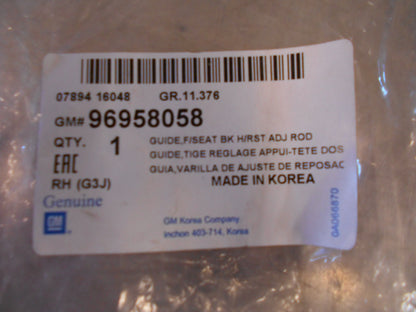 07894 16048 GR.11.376
GM# 96958058
QTY. 1
GUIDE,F/SEAT BK H/RST ADJ ROD
GUIDE,TIGE REGLAGE APPUI-TETE DOS
GUIA,VARILLA DE AJUSTE DE REPOSAC
EAC
RH (G3J) MADE IN KOREA
Genuine
GM
GM Korea Company
Inchon 403-714, Korea
0A066870